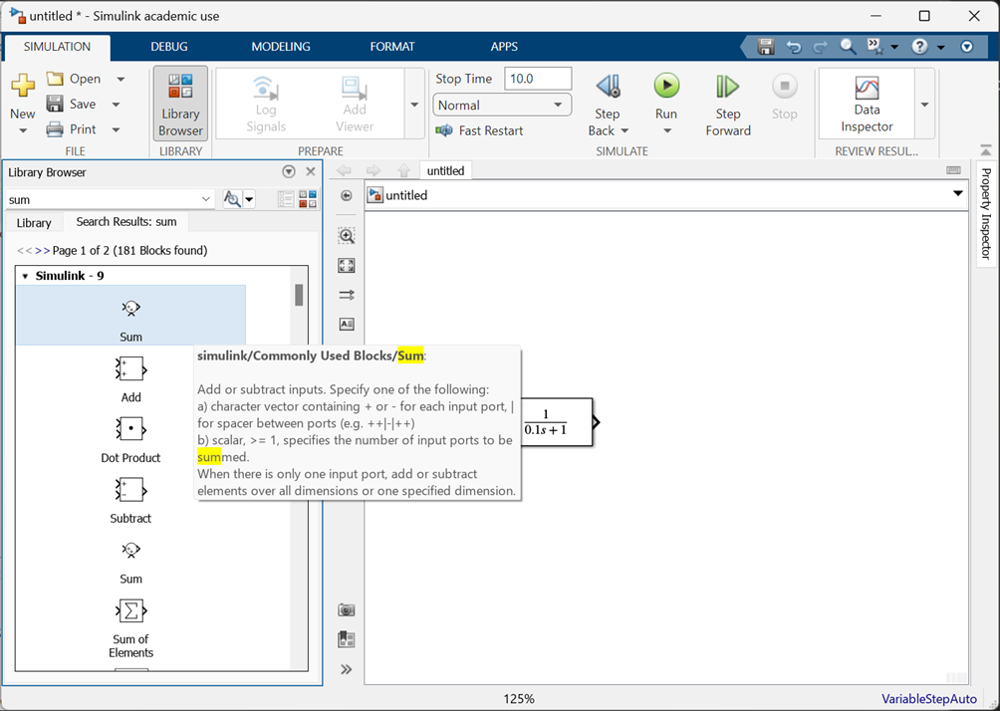 untitled * - Simulink academic use
SIMULATION DEBUG MODELING FORMAT APPS
New
Open
Save
Print
FILE
Library
Browser
LIBRARY
Log
Signals
Add
Viewer
PREPARE
Stop Time 10.0
Normal
Fast Restart
Step
Back
Run
Step
Forward
Stop
SIMULATE
Data
Inspector
REVIEW RESUL...
Library Browser
sum
Library Search Results: sum
<< >> Page 1 of 2 (181 Blocks found)
Simulink - 9
Sum
Add
Dot Product
Subtract
Sum
Sum of
Elements
simulink/Commonly Used Blocks/Sum:
Add or subtract inputs. Specify one of the following:
a) character vector containing + or - for each input port, |
for spacer between ports (e.g. ++|-|++)
b) scalar, >= 1, specifies the number of input ports to be
summed.
When there is only one input port, add or subtract
elements over all dimensions or one specified dimension.
untitled
untitled
1
0.1s + 1
Property Inspector
125%
VariableStepAuto